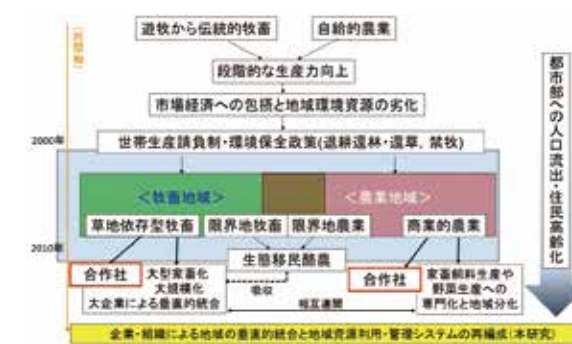 (時間軸)
遊牧から伝統的牧畜
自給的農業
段階的な生産力向上
市場経済への包摂と地域環境資源の劣化
2000年
世帯生産請負制・環境保全政策(退耕還林・還草, 禁牧)
<牧畜地域>
<農業地域>
草地依存型牧畜
限界地牧畜
限界地農業
商業的農業
2010年
生態移民酪農
合作社
大型家畜化
大規模化
大企業による垂直的統合
吸収
相互連関
合作社
家畜飼料生産や
野菜生産への
専門化と地域分化
企業・組織による地域の垂直的統合と地域資源利用・管理システムの再編成(本研究)
都市部への人口流出・住民高齢化